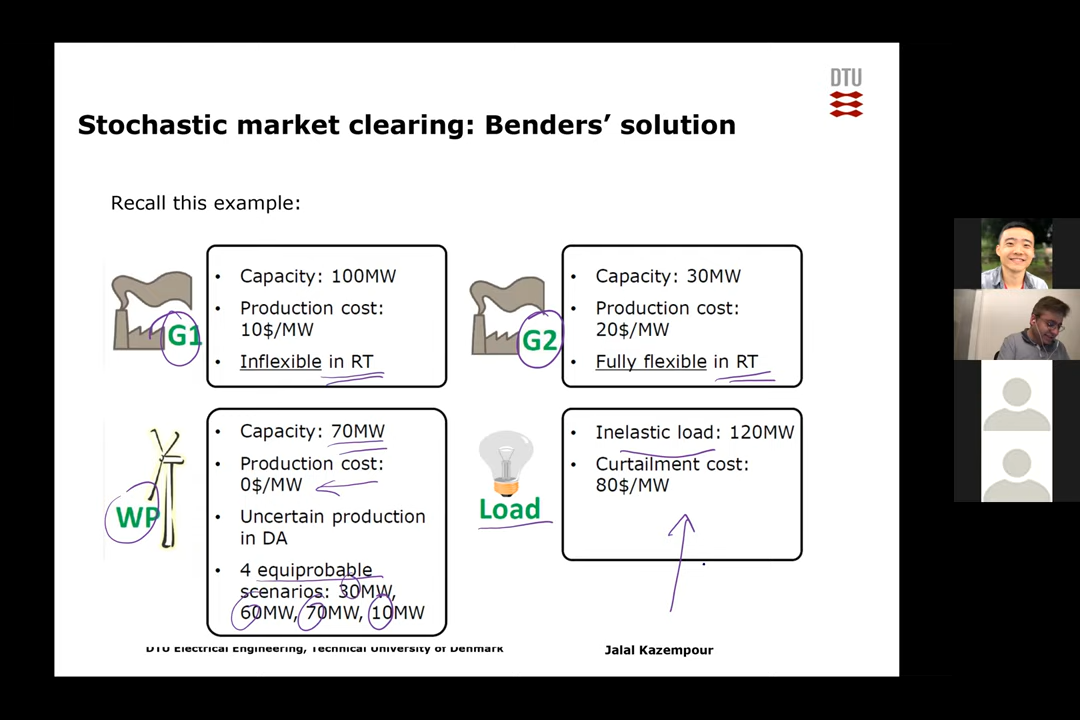 DTU
Stochastic market clearing: Benders’ solution
Recall this example:
G1
• Capacity: 100MW
• Production cost:
10$/MW
• Inflexible in RT
G2
• Capacity: 30MW
• Production cost:
20$/MW
• Fully flexible in RT
WP
• Capacity: 70MW
• Production cost:
0$/MW
• Uncertain production
in DA
• 4 equiprobable
scenarios: 30MW,
60MW, 70MW, 10MW
Load
• Inelastic load: 120MW
• Curtailment cost:
80$/MW
DTU Electrical Engineering, Technical University of Denmark
Jalal Kazempour